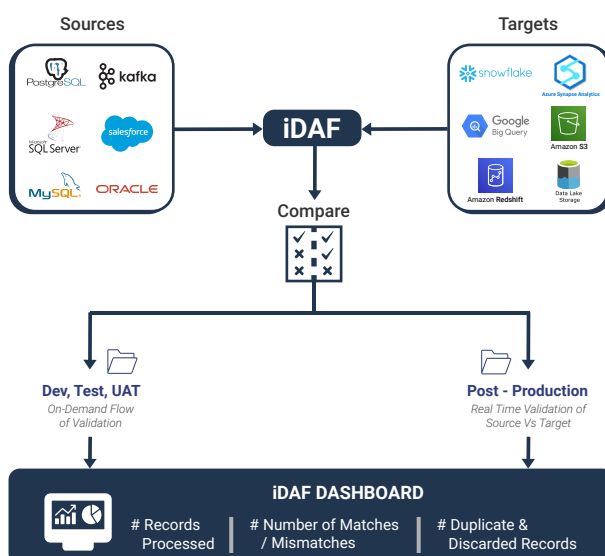 Sources
Targets
PostgreSQL
kafka
snowflake
Azure Synapse Analytics
iDAF
Google
Big Query
Microsoft
SQL Server
salesforce
Amazon S3
MySQL
ORACLE
Amazon Redshift
Data Lake
Storage
Compare
Dev, Test, UAT
On-Demand Flow
of Validation
Post - Production
Real Time Validation of
Source Vs Target
iDAF DASHBOARD
# Records
Processed
# Number of Matches
/ Mismatches
# Duplicate &
Discarded Records